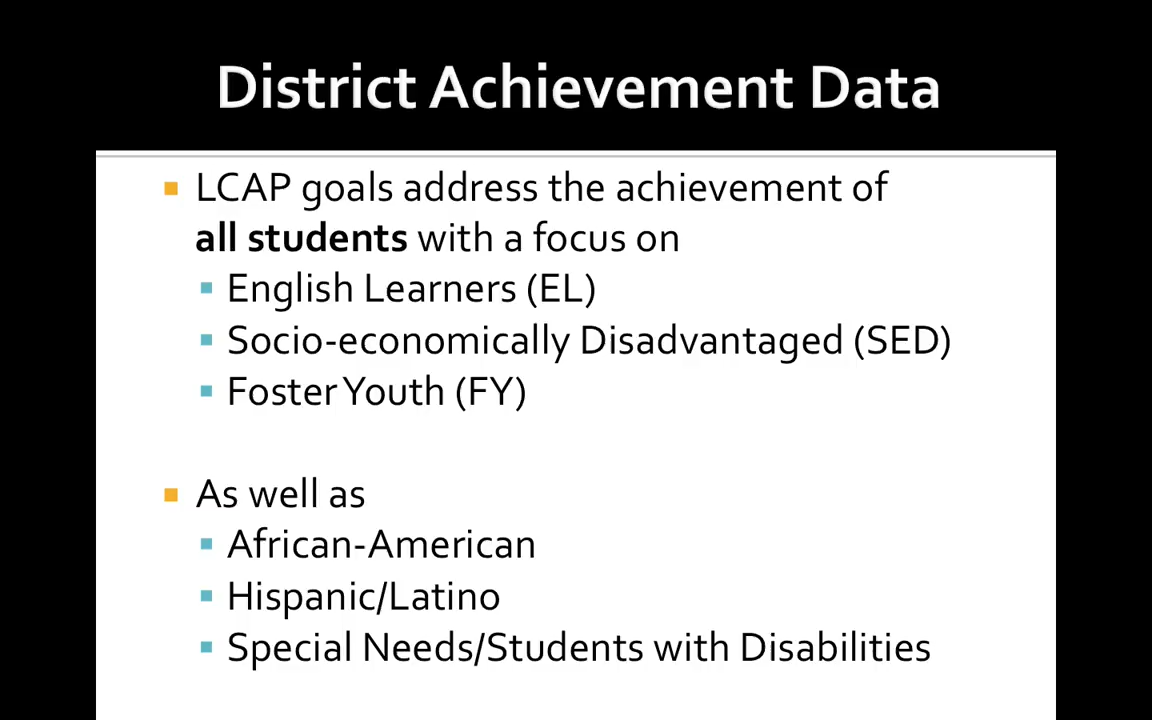 District Achievement Data
LCAP goals address the achievement of
all students with a focus on
English Learners (EL)
Socio-economically Disadvantaged (SED)
Foster Youth (FY)
As well as
African-American
Hispanic/Latino
Special Needs/Students with Disabilities